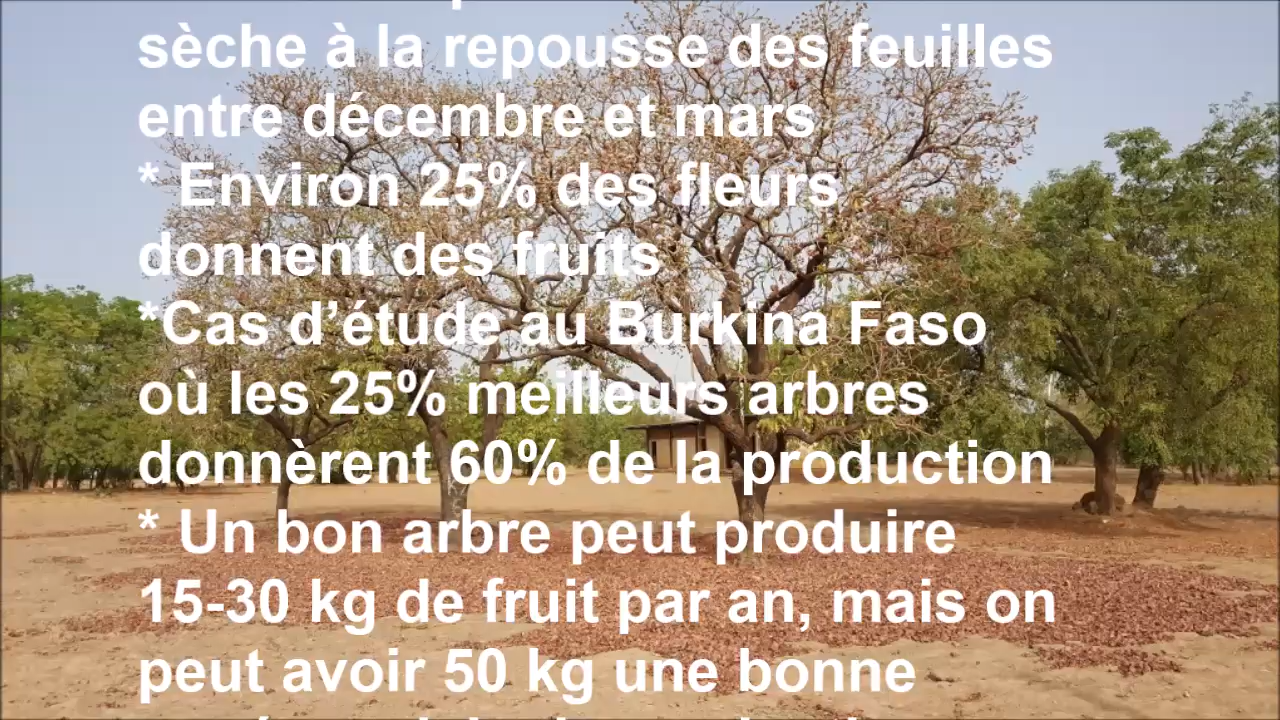 sèche à la repousse des feuilles
entre décembre et mars
* Environ 25% des fleurs
donnent des fruits
*Cas d’étude au Burkina Faso
où les 25% meilleurs arbres
donnèrent 60% de la production
* Un bon arbre peut produire
15-30 kg de fruit par an, mais on
peut avoir 50 kg une bonne